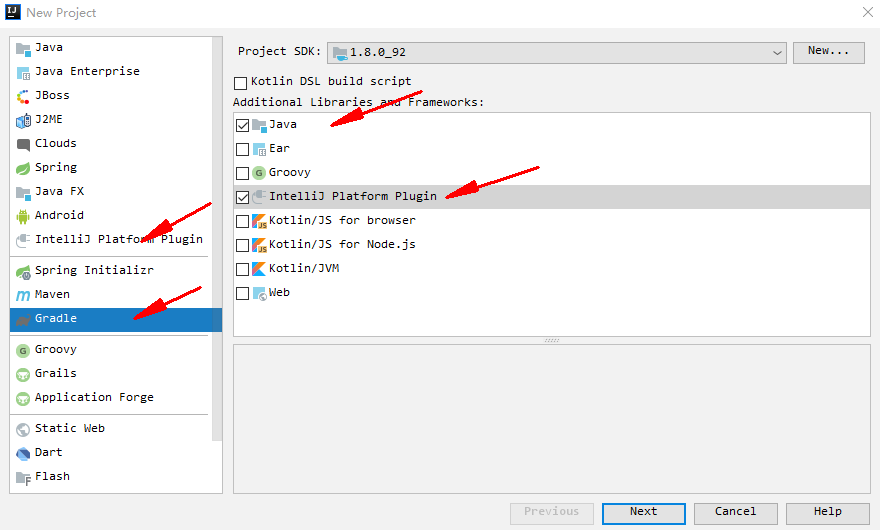 New Project
Java
Java Enterprise
JBoss
J2ME
Clouds
Spring
Java FX
Android
IntelliJ Platform Plugin
Spring Initializr
Maven
Gradle
Groovy
Grails
Application Forge
Static Web
Dart
Flash
Project SDK:
1.8.0_92
New...
Kotlin DSL build script
Additional Libraries and Frameworks:
Java
Ear
Groovy
IntelliJ Platform Plugin
Kotlin/JS for browser
Kotlin/JS for Node.js
Kotlin/JVM
Web
Previous
Next
Cancel
Help